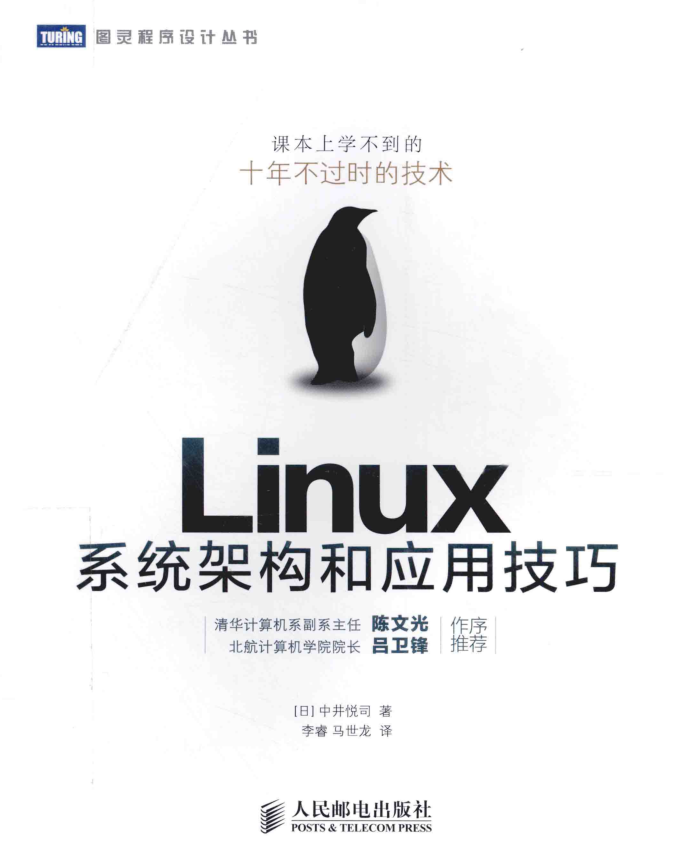 TURING 图灵程序设计丛书
课本上学不到的
十年不过时的技术
Linux
系统架构和应用技巧
清华计算机系副系主任 陈文光
北航计算机学院院长 吕卫锋
作序
推荐
[日] 中井悦司 著
李睿 马世龙 译
人民邮电出版社
POSTS & TELECOM PRESS